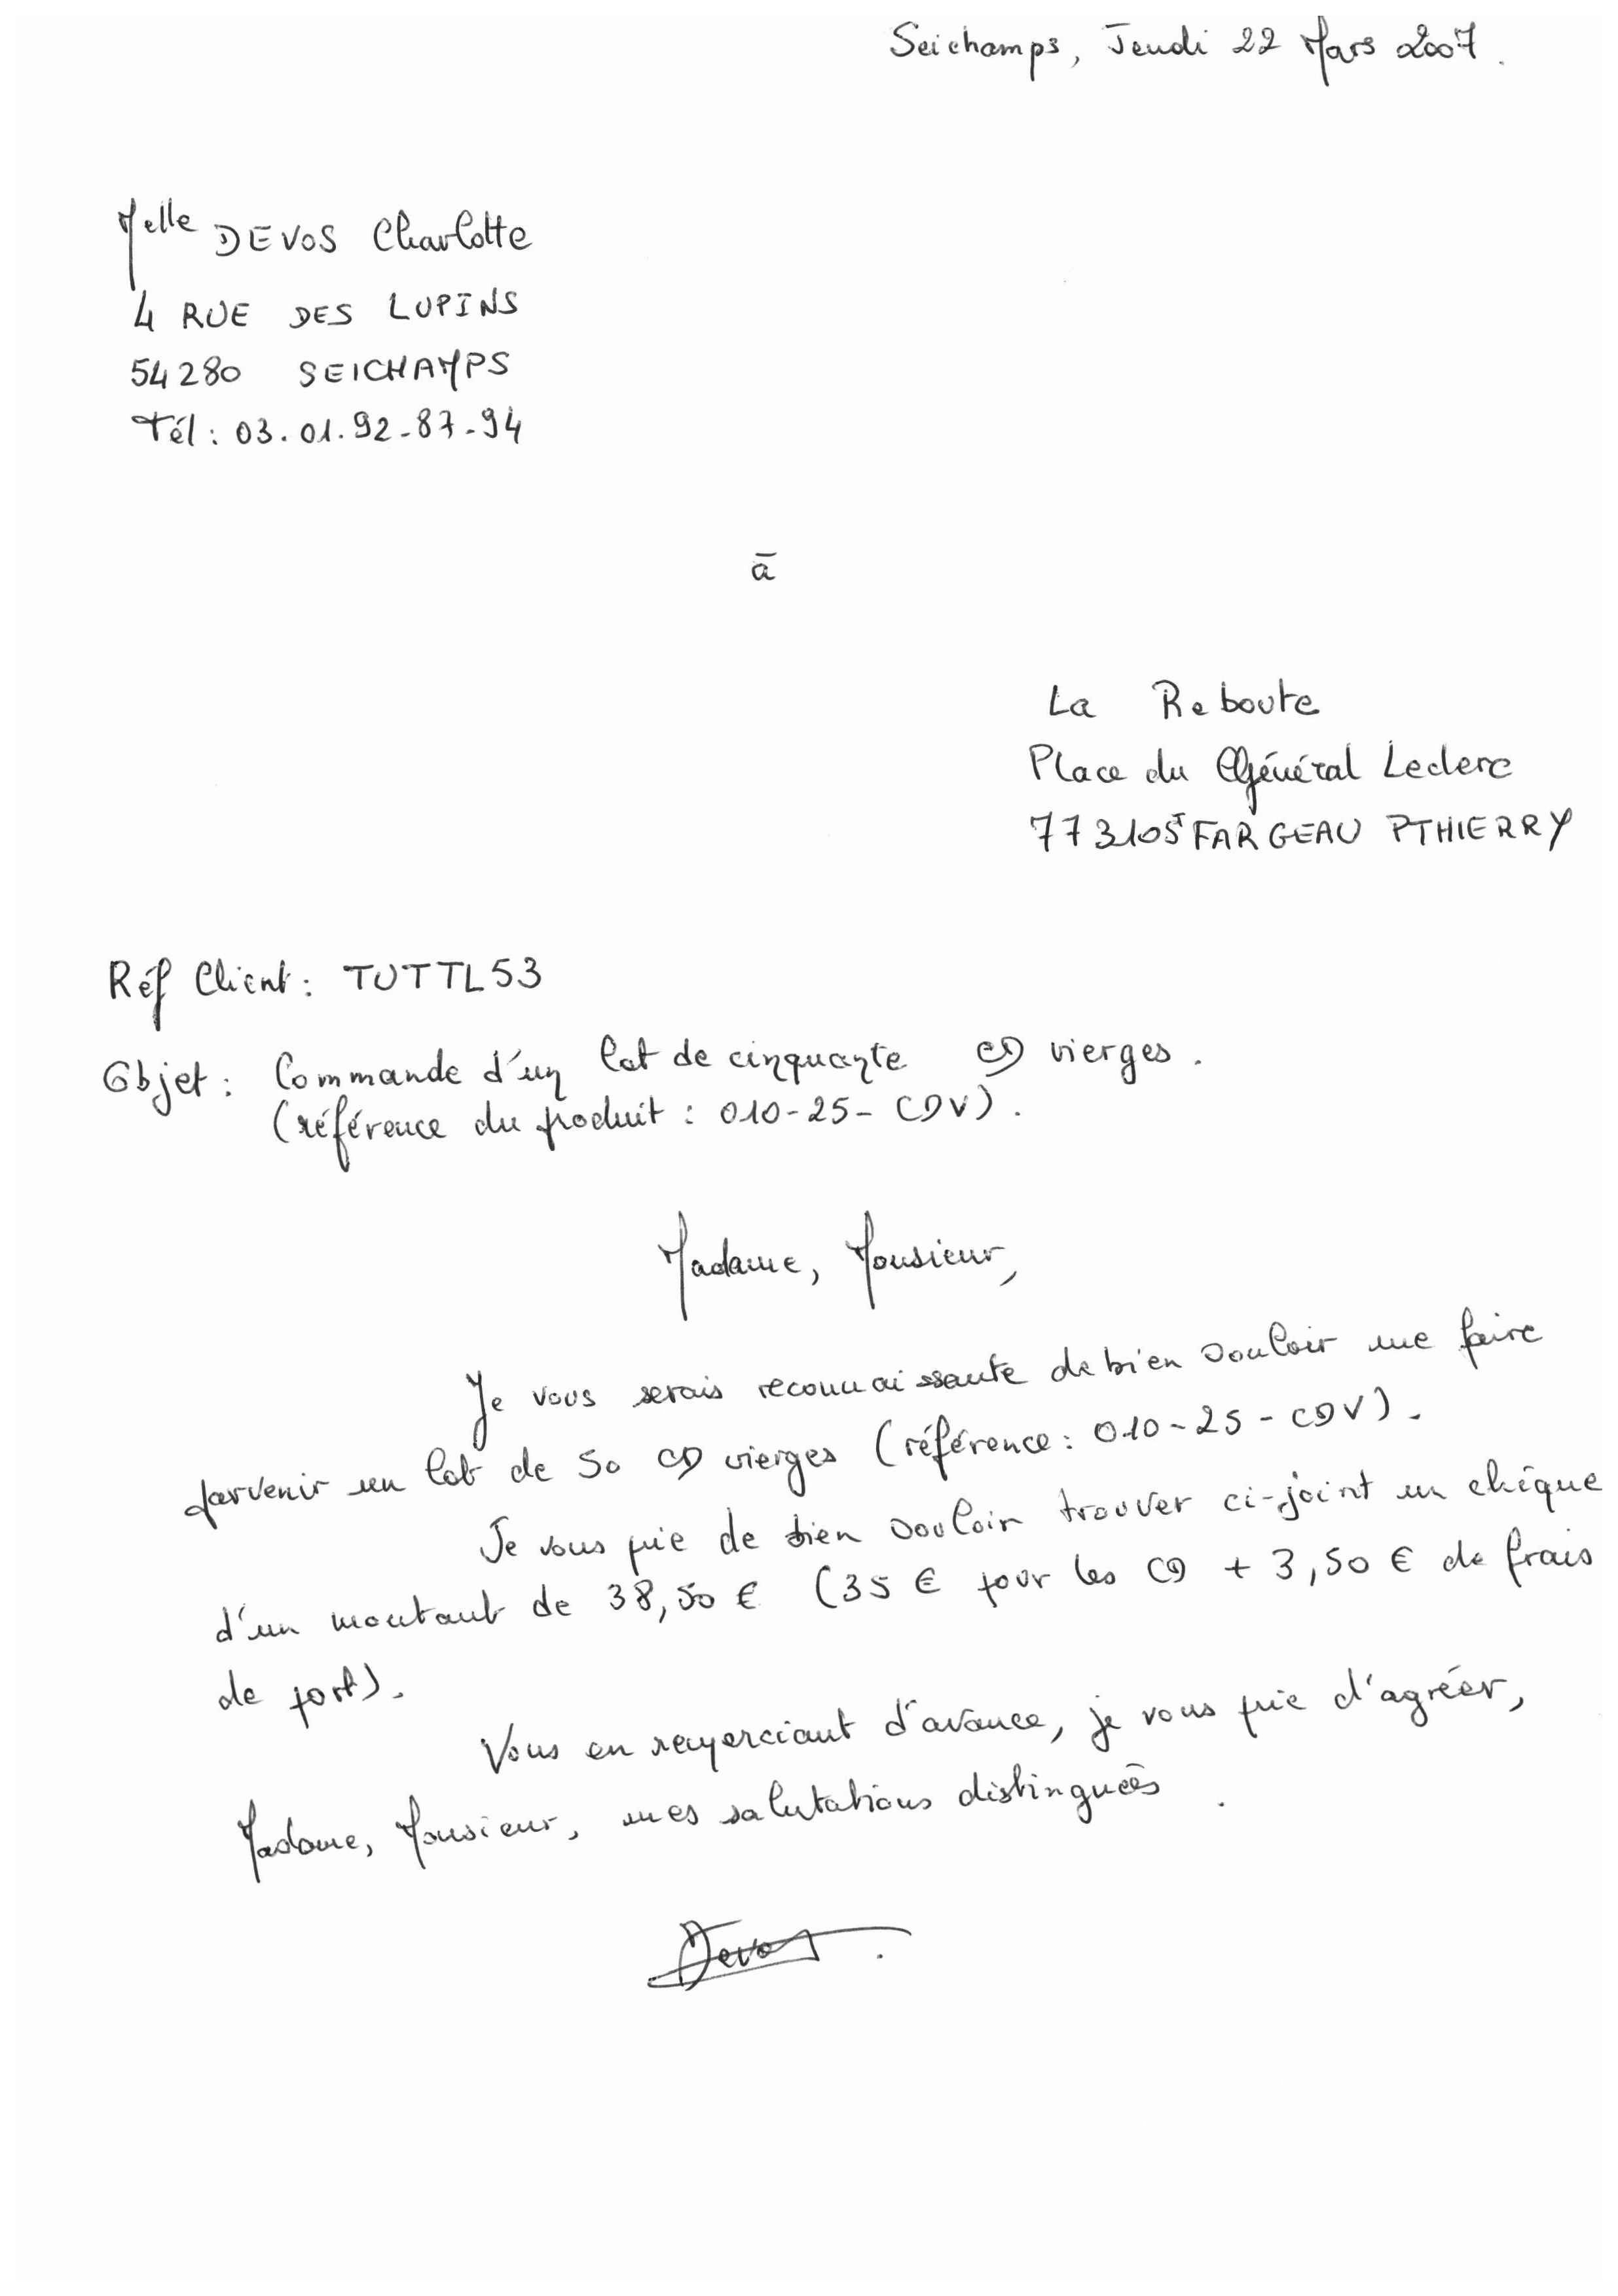 Seichamps, Jeudi 22 Mars 2007.
Melle DEVOS Charlotte
4 RUE DES LUPINS
54280 SEICHAMPS
Tél : 03.01.92-87-94
à
La Reboute
Place du Général Leclerc
77310 ST FARGEAU PTHIERRY
Réf Client : TUTTL53
Objet : Commande d'un lot de cinquante CD vierges.
(référence du produit : 010-25-CDV).
Madame, Monsieur,
Je vous serais reconnaissante de bien vouloir me faire
parvenir un lot de 50 CD vierges (référence : 010-25-CDV).
Je vous prie de bien vouloir trouver ci-joint un chèque
d'un montant de 38,50 € (35 € pour les CD + 3,50 € de frais
de port).
Vous en remerciant d'avance, je vous prie d'agréer,
Madame, Monsieur, mes salutations distinguées.
Devos